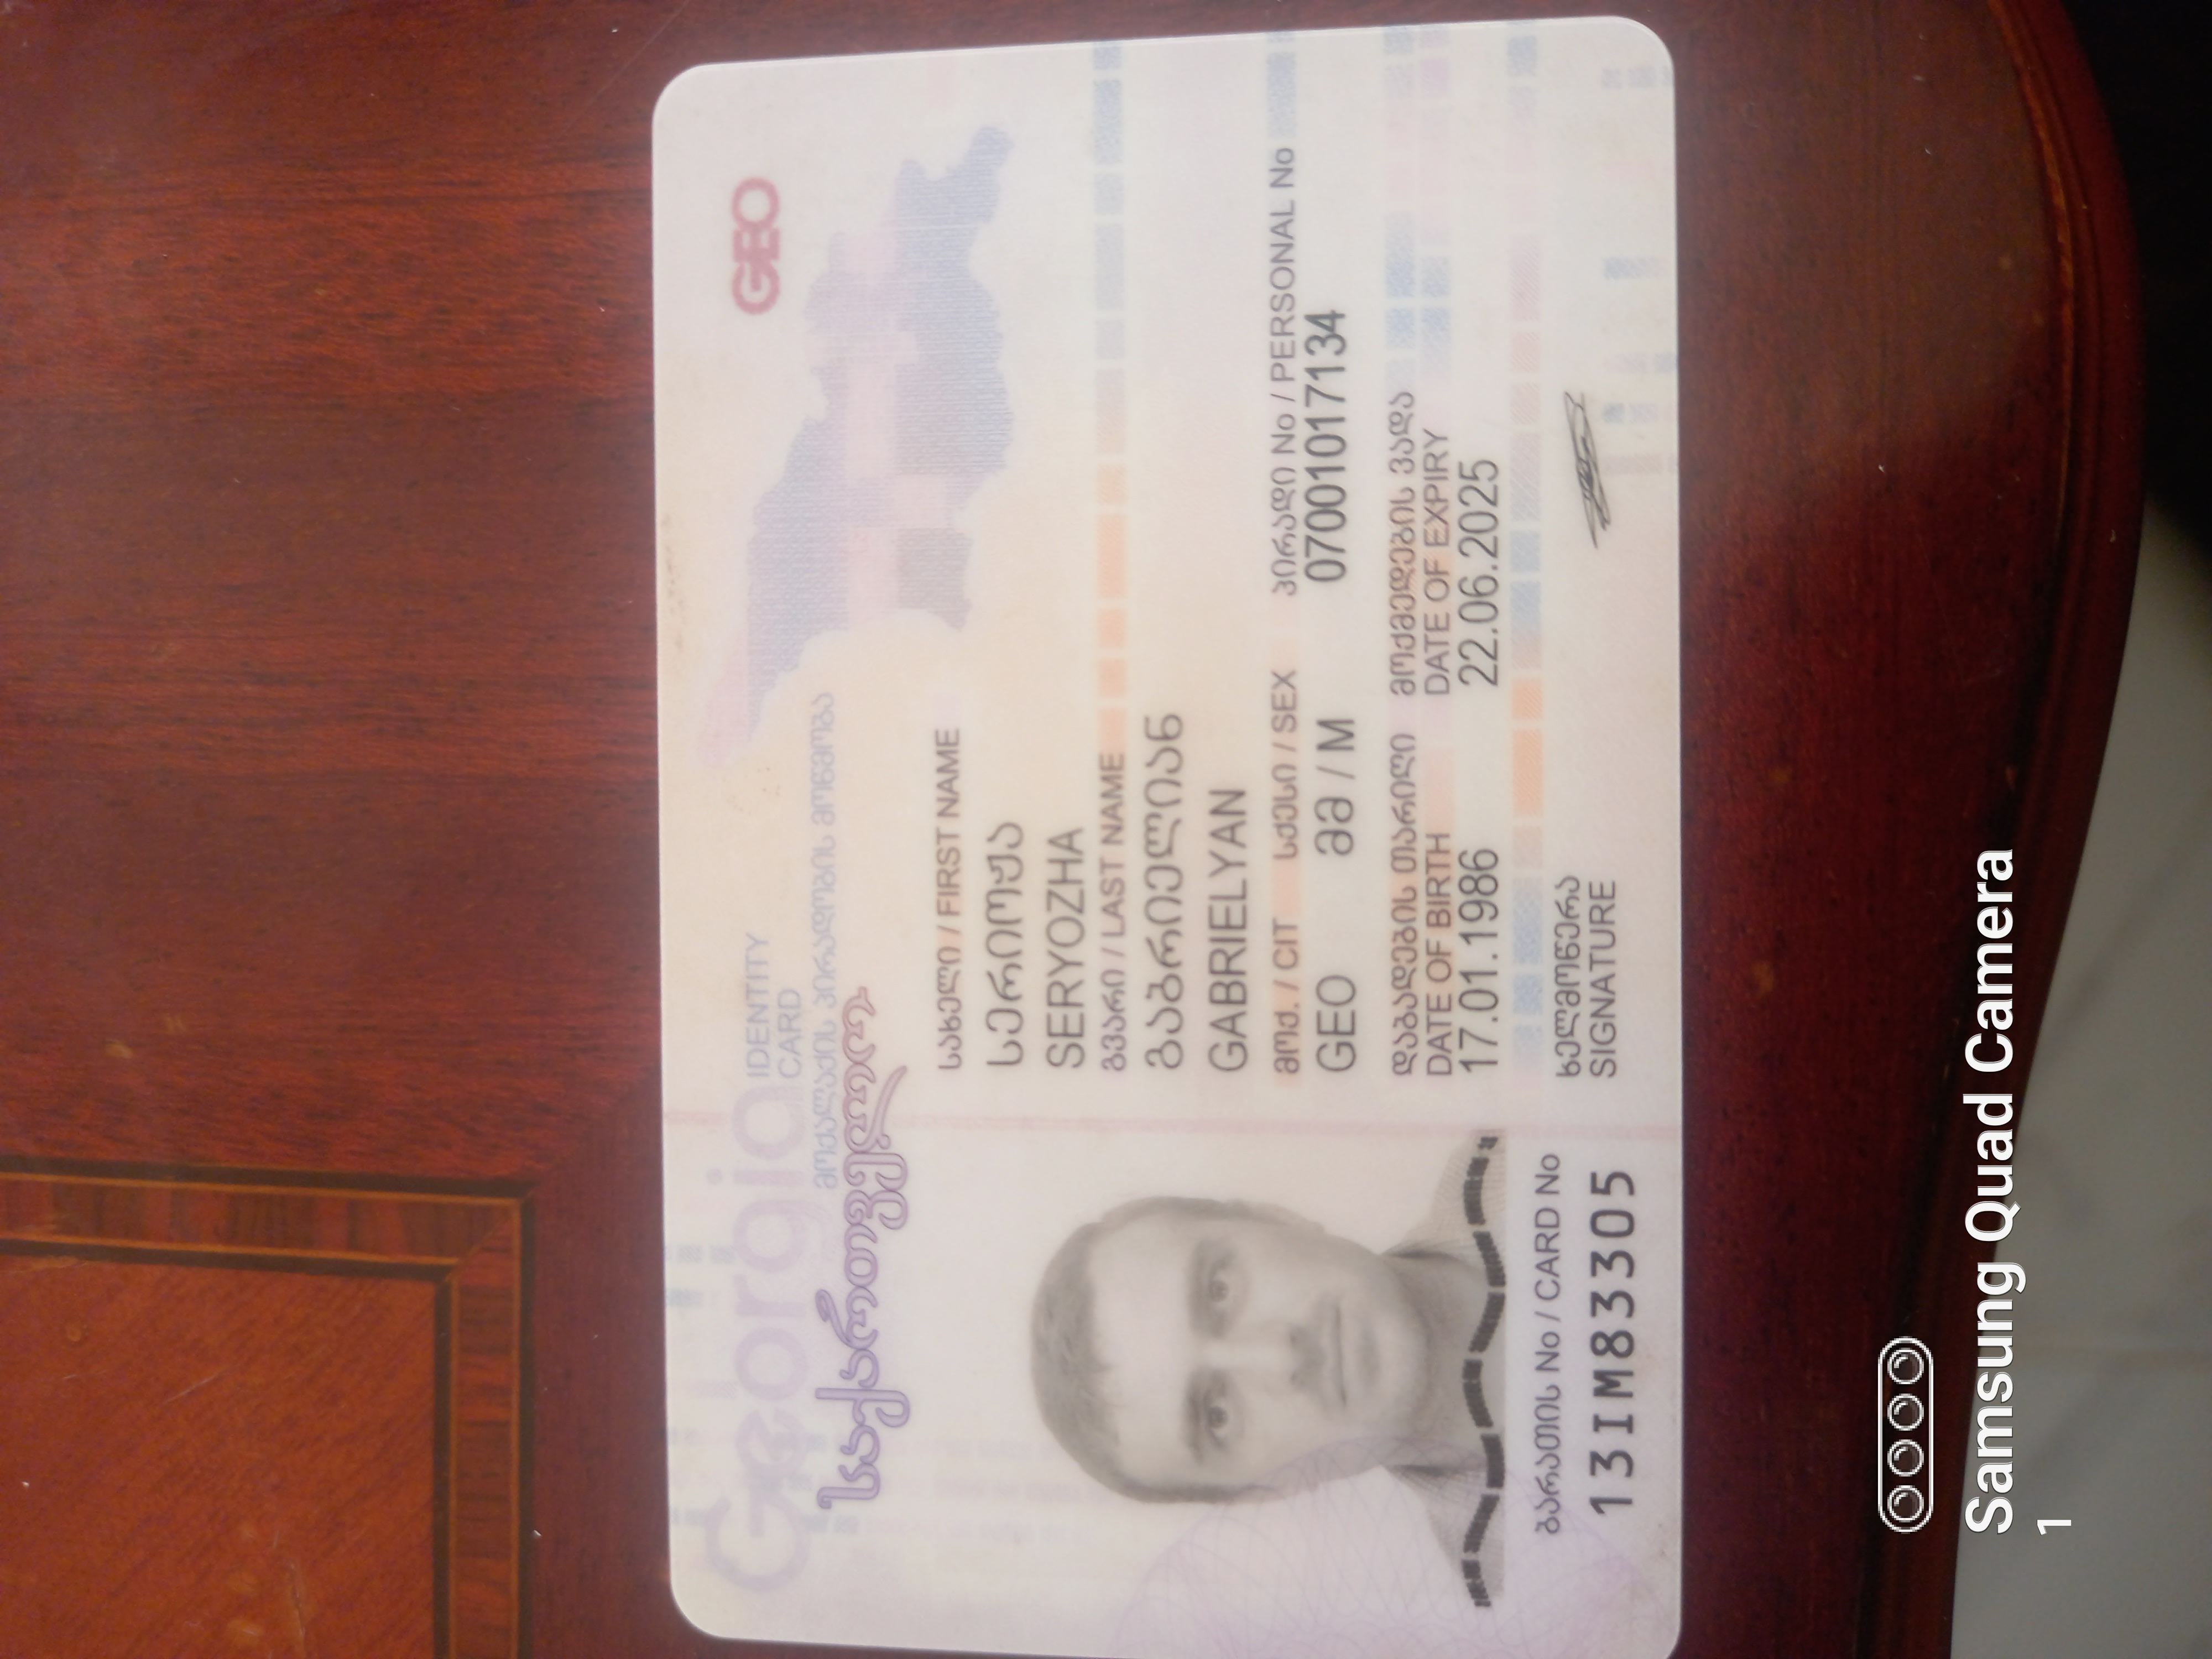 Georgia IDENTITY
CARD
მოქალაქის პირადობის მოწმობა
საქართველო
GEO
სახელი / FIRST NAME
სერიოჟა
SERYOZHA
გვარი / LAST NAME
გაბრიელიან
GABRIELYAN
მოქ. / CIT სქესი / SEX პირადი No / PERSONAL No
GEO მმ / M 07001017134
დაბადების თარიღი მოქმედების ვადა
DATE OF BIRTH DATE OF EXPIRY
17.01.1986 22.06.2025
ბარათის No / CARD No
13IM83305
ხელმოწერა
SIGNATURE
Samsung Quad Camera
1